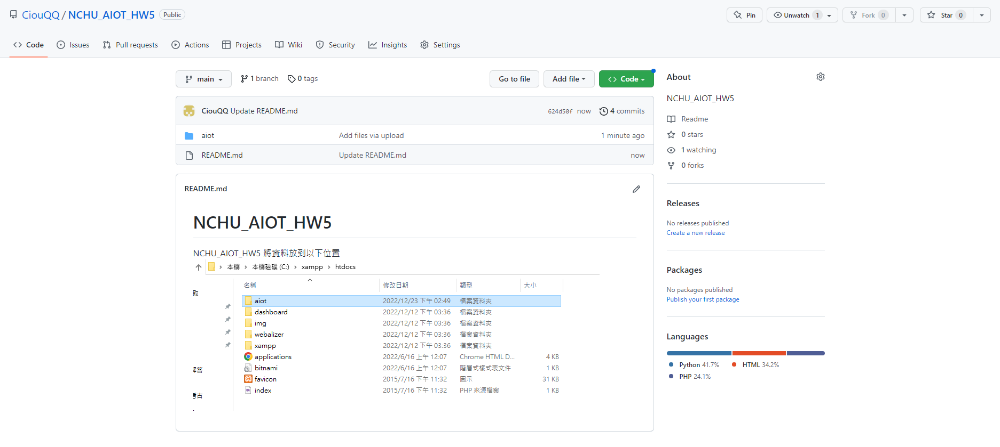 CiouQQ / NCHU_AIOT_HW5 Public
Pin Unwatch 1 Fork 0 Star 0
Code Issues Pull requests Actions Projects Wiki Security Insights Settings
main 1 branch 0 tags Go to file Add file Code
CiouQQ Update README.md 624d50f now 4 commits
aiot Add files via upload 1 minute ago
README.md Update README.md now
README.md
NCHU_AIOT_HW5
NCHU_AIOT_HW5 將資料放到以下位置
本機 › 本機磁碟 (C:) › xampp › htdocs
名稱 修改日期 類型 大小
取
aiot 2022/12/23 下午 02:49 檔案資料夾
dashboard 2022/12/12 下午 03:36 檔案資料夾
img 2022/12/12 下午 03:36 檔案資料夾
webalizer 2022/12/12 下午 03:36 檔案資料夾
xampp 2022/12/12 下午 03:36 檔案資料夾
applications 2022/6/16 上午 12:07 Chrome HTML D... 4 KB
bitnami 2022/6/16 上午 12:07 階層式樣式表文件 1 KB
favicon 2015/7/16 下午 11:32 圖示 31 KB
index 2015/7/16 下午 11:32 PHP 來源檔案 1 KB
解答
考古
About
NCHU_AIOT_HW5
Readme
0 stars
1 watching
0 forks
Releases
No releases published
Create a new release
Packages
No packages published
Publish your first package
Languages
Python 41.7% HTML 34.2%
PHP 24.1%